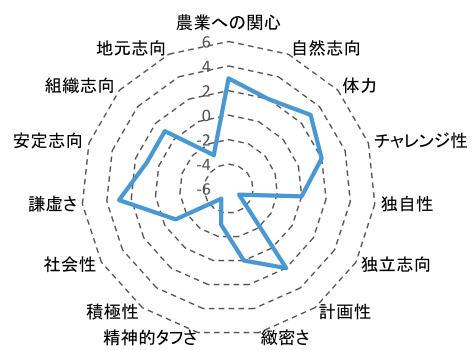 農業への関心
自然志向
体力
チャレンジ性
独自性
独立志向
計画性
緻密さ
精神的タフさ
積極性
社会性
謙虚さ
安定志向
組織志向
地元志向
6
4
2
0
-2
-4
-6